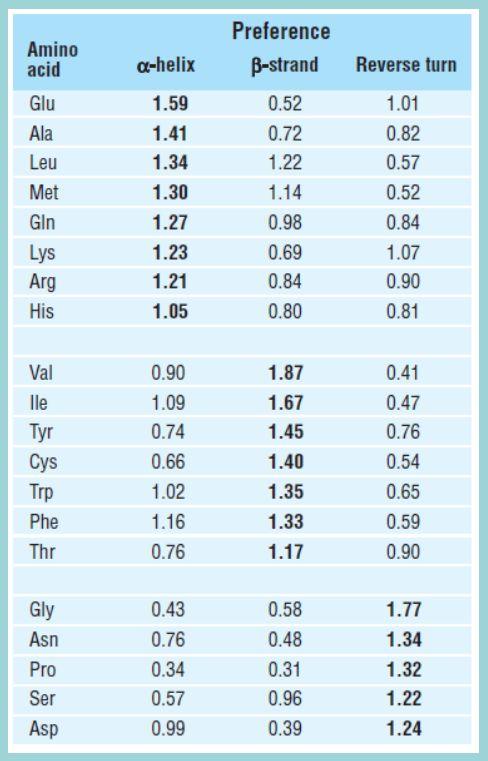 Preference
Amino acid α-helix β-strand Reverse turn
Glu 1.59 0.52 1.01
Ala 1.41 0.72 0.82
Leu 1.34 1.22 0.57
Met 1.30 1.14 0.52
Gln 1.27 0.98 0.84
Lys 1.23 0.69 1.07
Arg 1.21 0.84 0.90
His 1.05 0.80 0.81
Val 0.90 1.87 0.41
Ile 1.09 1.67 0.47
Tyr 0.74 1.45 0.76
Cys 0.66 1.40 0.54
Trp 1.02 1.35 0.65
Phe 1.16 1.33 0.59
Thr 0.76 1.17 0.90
Gly 0.43 0.58 1.77
Asn 0.76 0.48 1.34
Pro 0.34 0.31 1.32
Ser 0.57 0.96 1.22
Asp 0.99 0.39 1.24